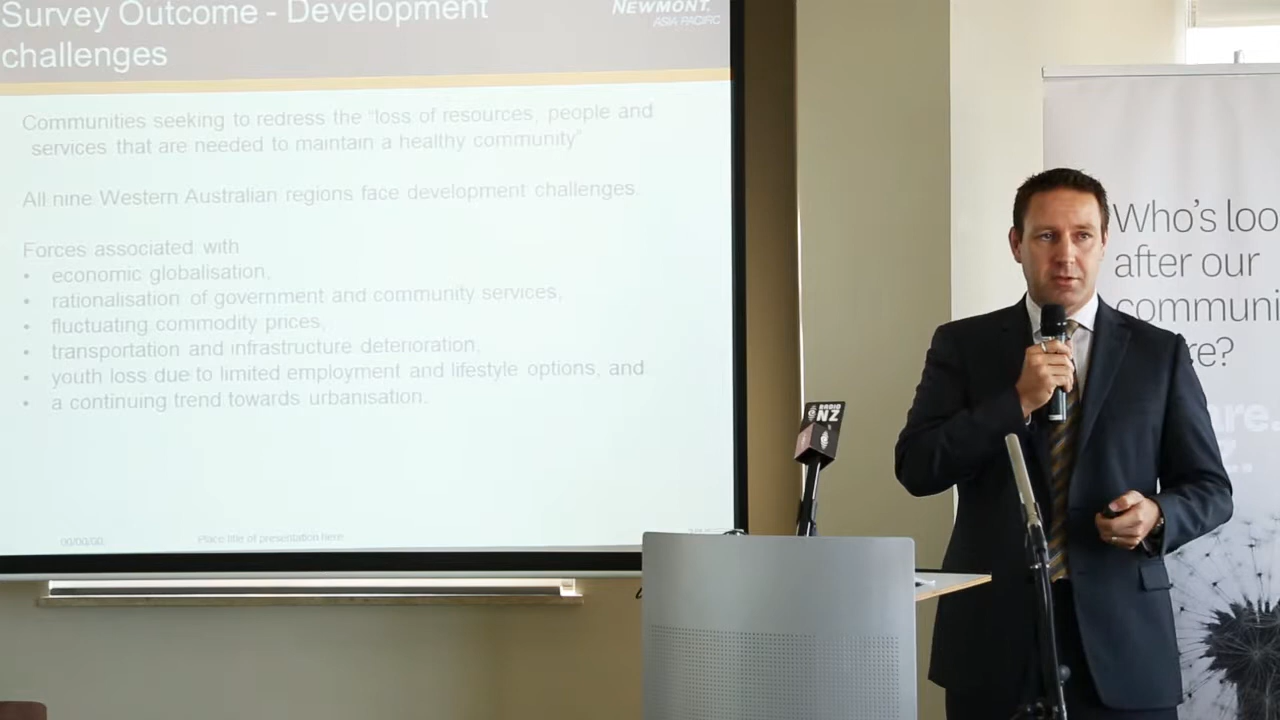 Survey Outcome - Development
challenges
NEWMONT.
ASIA PACIFIC
Communities seeking to redress the “loss of resources, people and
services that are needed to maintain a healthy community”
All nine Western Australian regions face development challenges.
Forces associated with
• economic globalisation,
• rationalisation of government and community services,
• fluctuating commodity prices,
• transportation and infrastructure deterioration,
• youth loss due to limited employment and lifestyle options, and
• a continuing trend towards urbanisation.
00/00/00
Place title of presentation here
RADIO
NZ
Who's loo
after our
communi
re?
are.